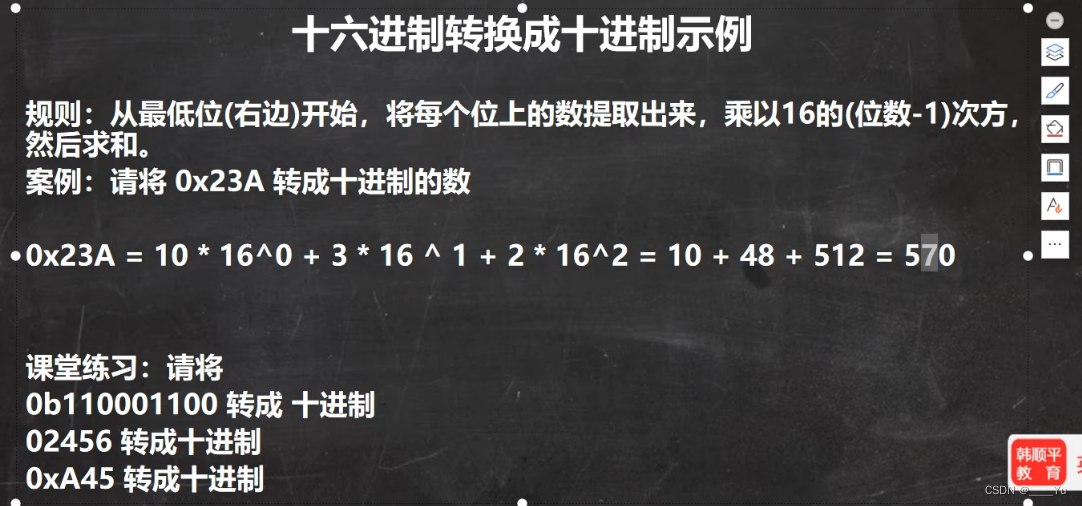 十六进制转换成十进制示例
规则：从最低位(右边)开始，将每个位上的数提取出来，乘以16的(位数-1)次方，
然后求和。
案例：请将 0x23A 转成十进制的数
0x23A = 10 * 16^0 + 3 * 16 ^ 1 + 2 * 16^2 = 10 + 48 + 512 = 570
课堂练习：请将
0b110001100 转成 十进制
02456 转成十进制
0xA45 转成十进制
韩顺平
教 育
CSDN @____Yu